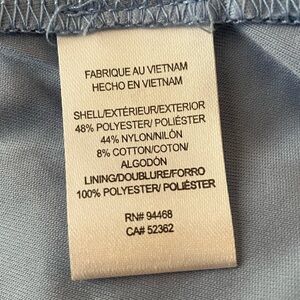 FABRIQUE AU VIETNAM
HECHO EN VIETNAM
SHELL/EXTÉRIEUR/EXTERIOR
48% POLYESTER/ POLIÉSTER
44% NYLON/NILÓN
8% COTTON/COTON/
ALGODÓN
LINING/DOUBLURE/FORRO
100% POLYESTER/ POLIÉSTER
RN# 94468
CA# 52362